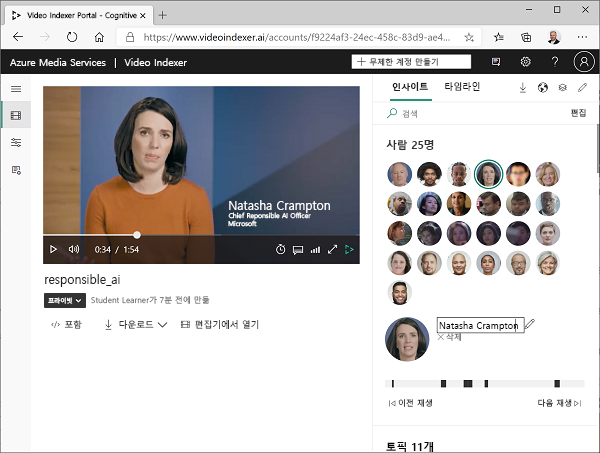 Video Indexer Portal - Cognitive
https://www.videoindexer.ai/accounts/f9224af3-24ec-458c-83d9-ae4...
Azure Media Services | Video Indexer
+ 무제한 계정 만들기
?
인사이트 타임라인
검색
편집
사람 25명
Natasha Crampton
Chief Reponsible AI Officer
Microsoft
0:34 / 1:54
responsible_ai
프라이빗 Student Learner가 7분 전에 만듦
</> 포함
다운로드
편집기에서 열기
Natasha Crampton
×삭제
이전 재생
다음 재생
토픽 11개